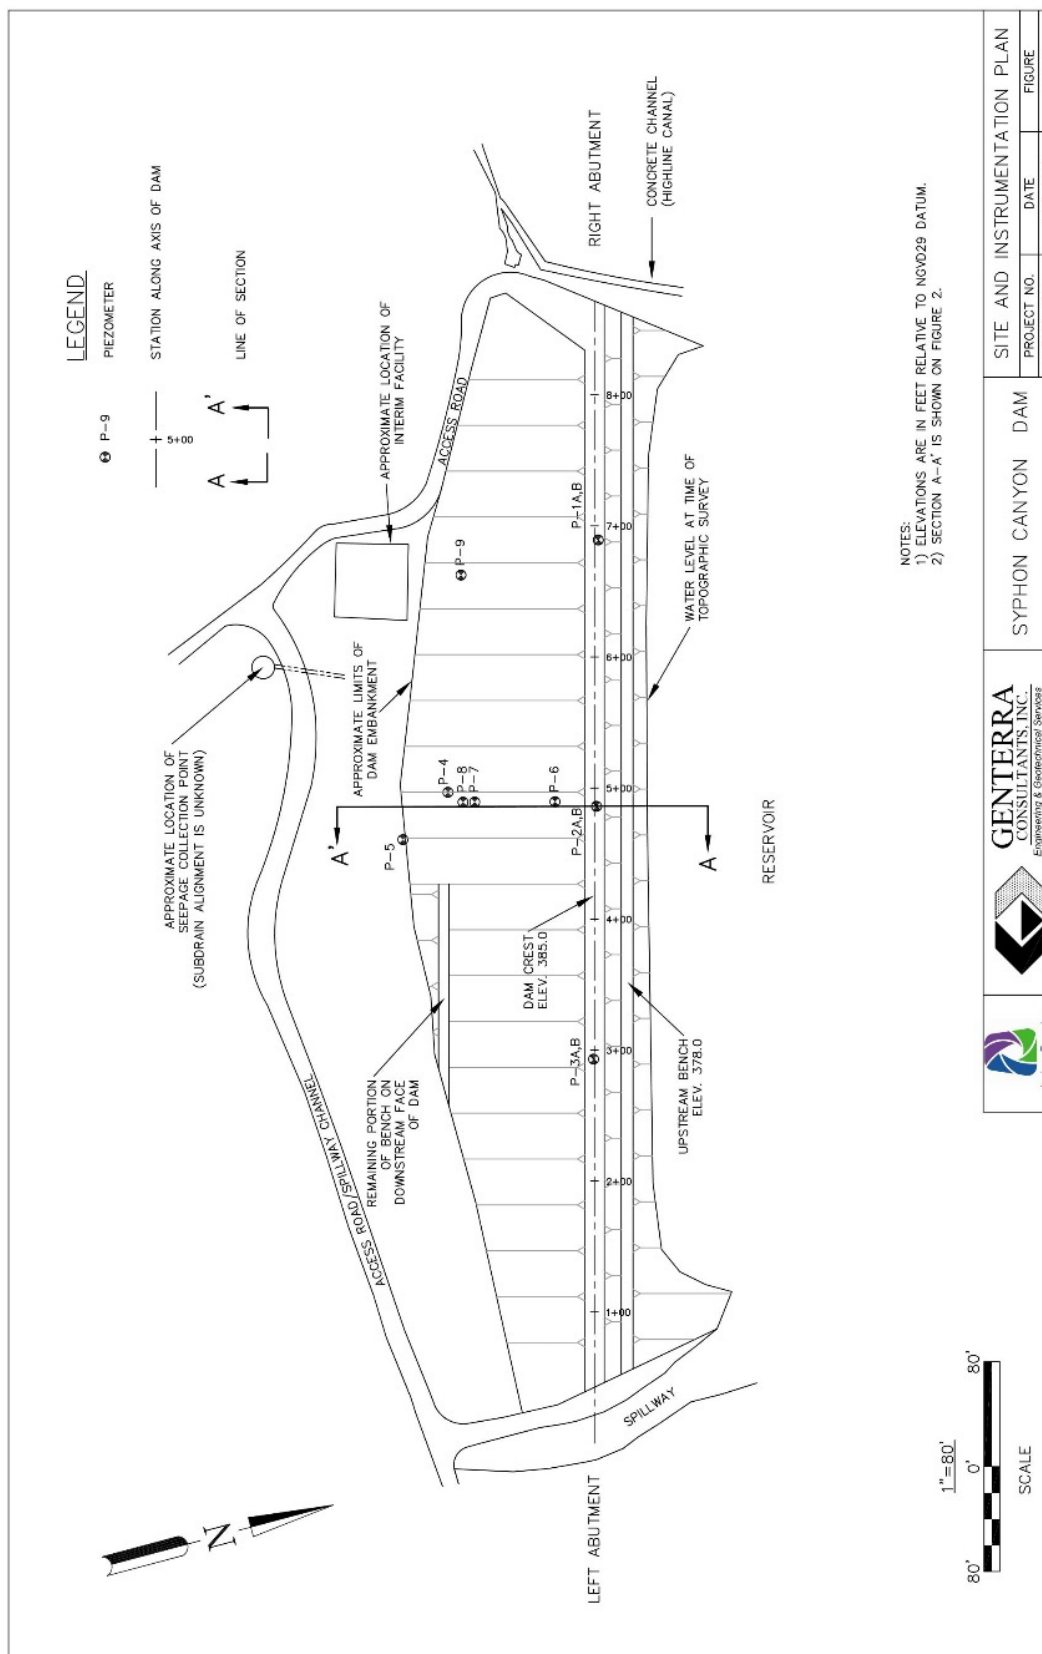 LEGEND
P-9
PIEZOMETER
5+00
STATION ALONG AXIS OF DAM
A A'
LINE OF SECTION
APPROXIMATE LOCATION OF
SEEPAGE COLLECTION POINT
(SUBDRAIN ALIGNMENT IS UNKNOWN)
ACCESS ROAD/SPILLWAY CHANNEL
APPROXIMATE LIMITS OF
DAM EMBANKMENT
APPROXIMATE LOCATION OF
INTERIM FACILITY
ACCESS ROAD
N
REMAINING PORTION
OF BENCH ON
DOWNSTREAM FACE
OF DAM
A'
P-5
P-4
P-8
P-7
P-9
P-6
DAM CREST
ELEV. 385.0
P-3A,B
P-2A,B
P-1A,B
LEFT ABUTMENT
RIGHT ABUTMENT
1+00
2+00
3+00
4+00
5+00
6+00
7+00
8+00
SPILLWAY
UPSTREAM BENCH
ELEV. 378.0
A
WATER LEVEL AT TIME OF
TOPOGRAPHIC SURVEY
CONCRETE CHANNEL
(HIGHLINE CANAL)
RESERVOIR
NOTES:
1) ELEVATIONS ARE IN FEET RELATIVE TO NGVD29 DATUM.
2) SECTION A-A' IS SHOWN ON FIGURE 2.
1"=80'
80' 0' 80'
SCALE
GENTERRA
CONSULTANTS, INC.
Engineering & Geotechnical Services
SYPHON CANYON DAM
SITE AND INSTRUMENTATION PLAN
PROJECT NO.
DATE
FIGURE